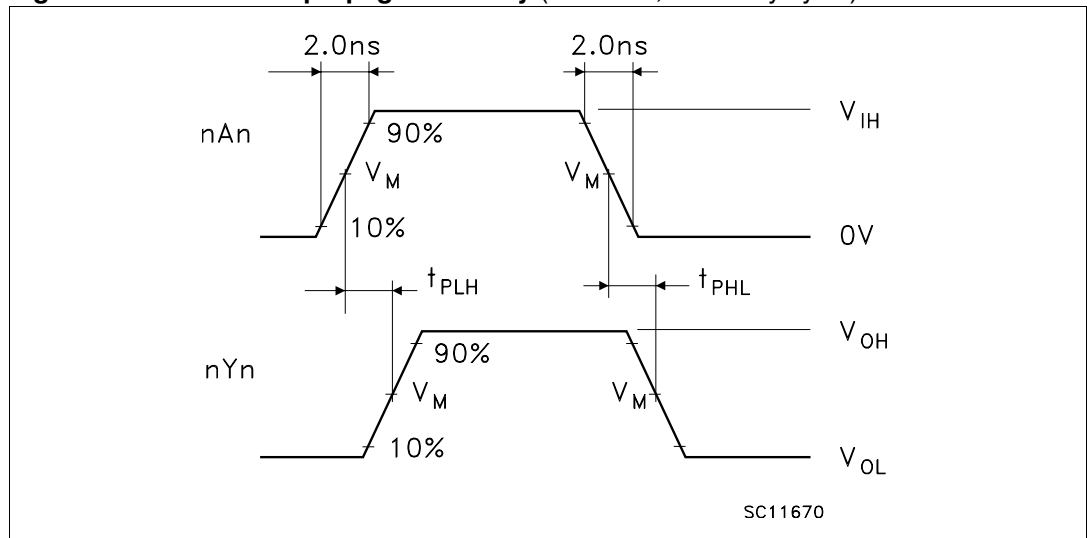 2.0ns 2.0ns
nAn
90%
V_IH
V_M V_M
10%
0V
t_PLH t_PHL
nYn
90%
V_OH
V_M V_M
10%
V_OL
SC11670